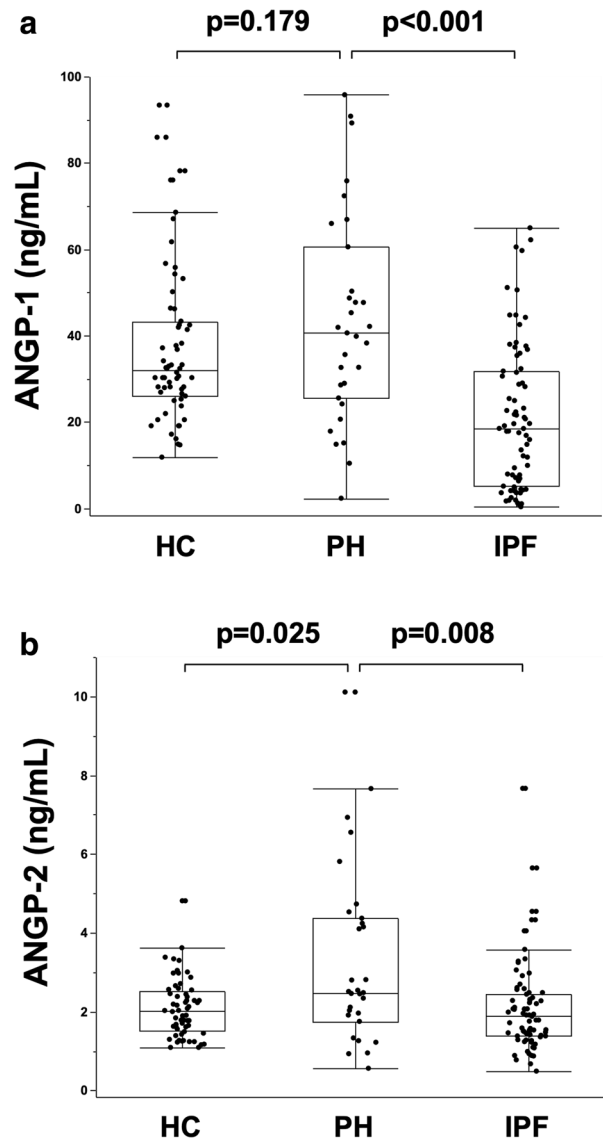 a
p=0.179 p<0.001
ANGP-1 (ng/mL)
100
80
60
40
20
0
HC PH IPF
b
p=0.025 p=0.008
ANGP-2 (ng/mL)
10
8
6
4
2
0
HC PH IPF